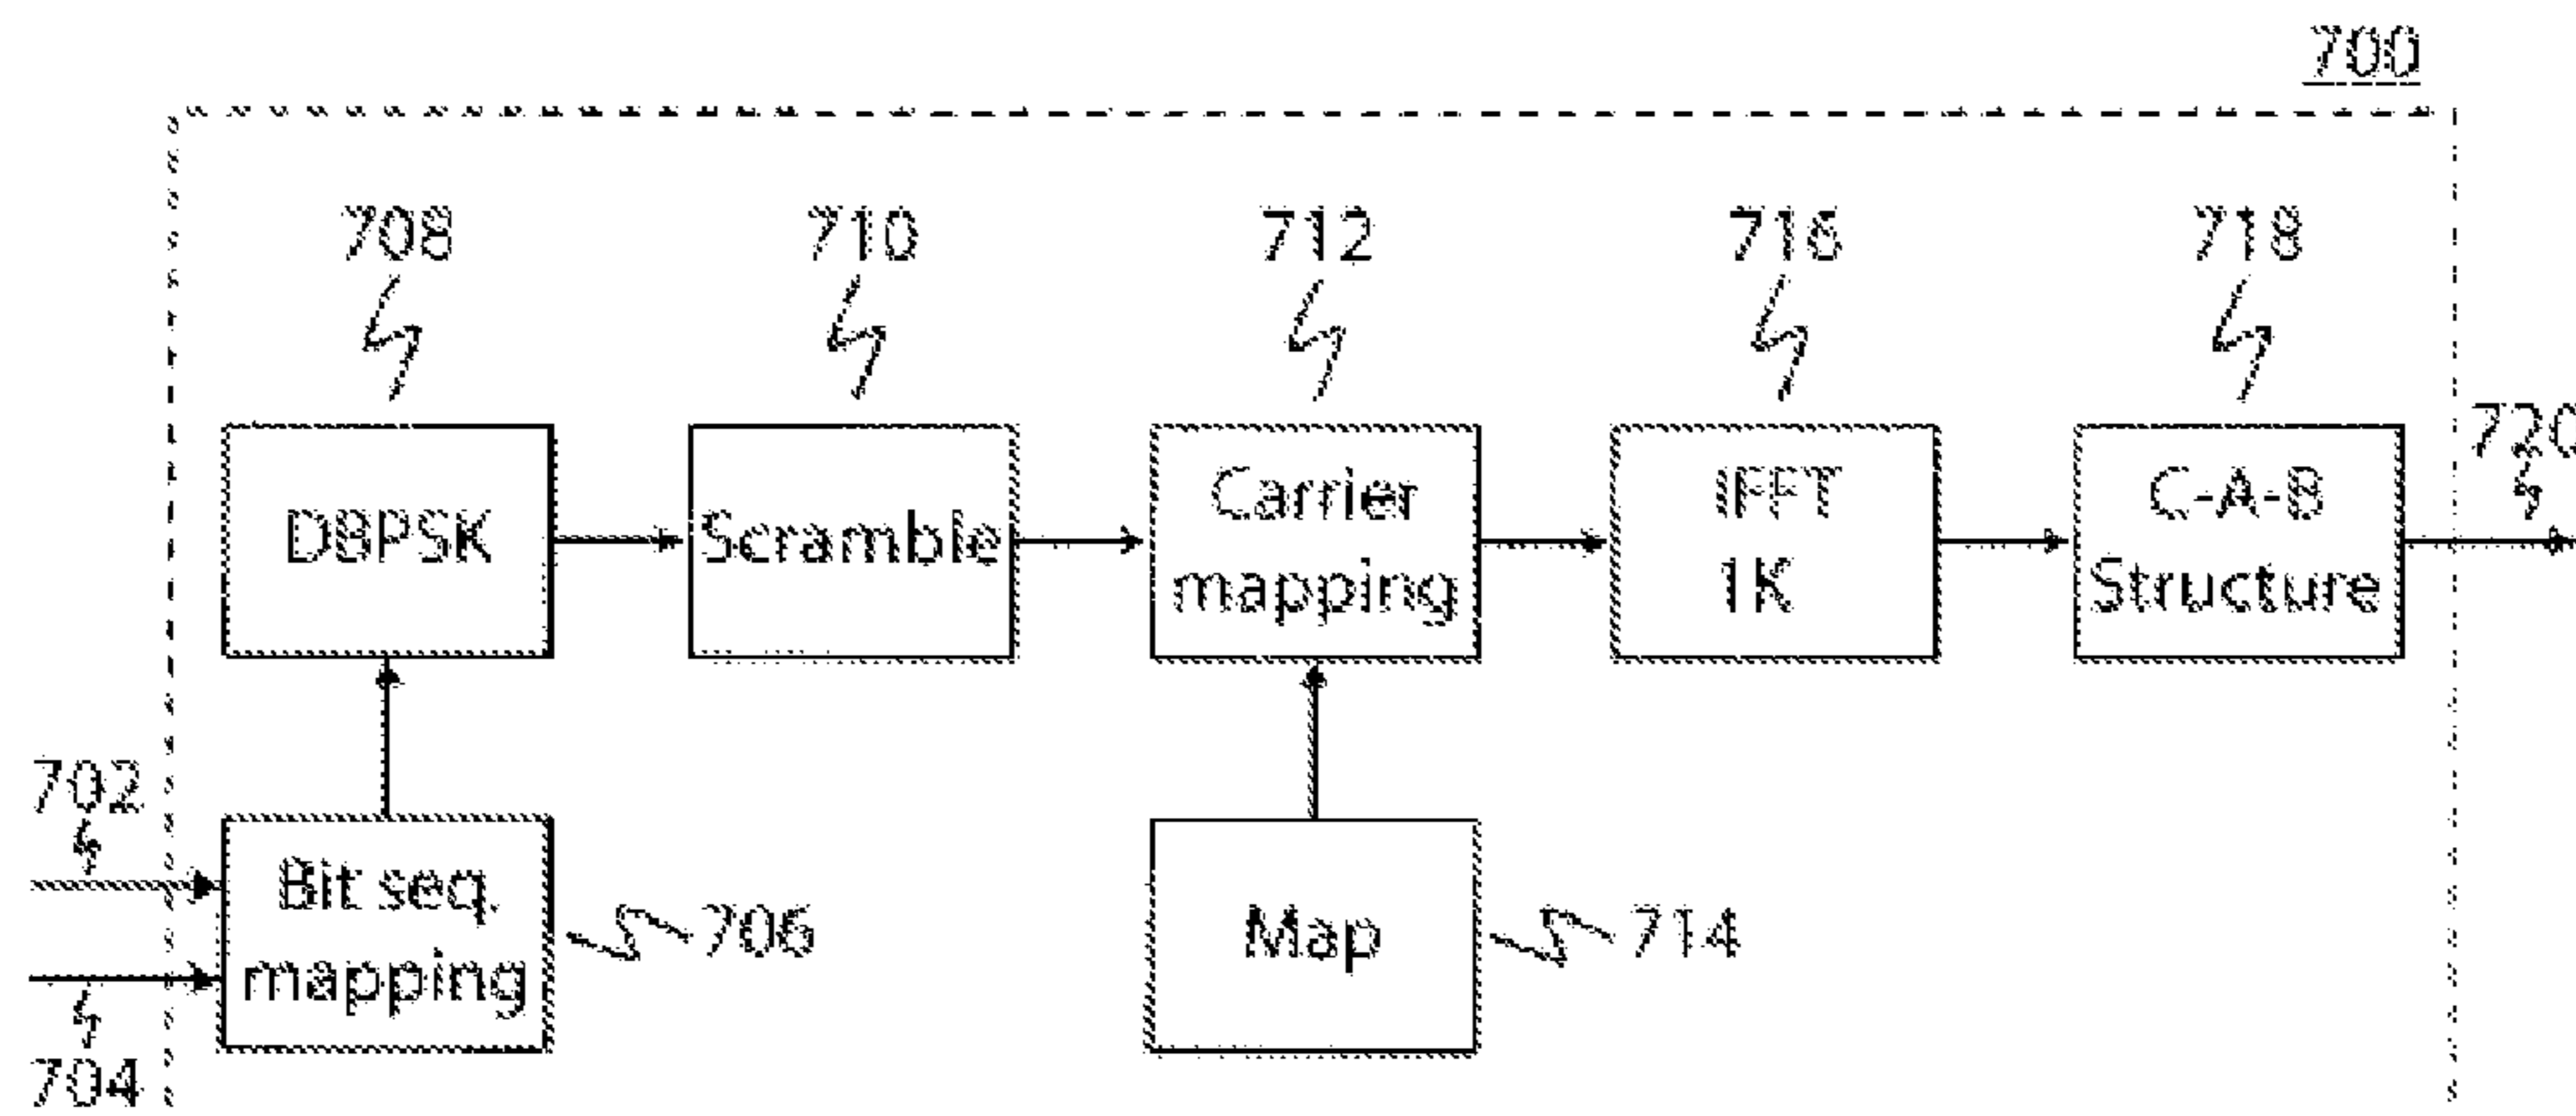 700
708
710
712
716
718
720
DBPSK
Scramble
Carrier
mapping
IFFT
1K
C-A-B
Structure
702
704
Bit seq.
mapping
706
Map
714